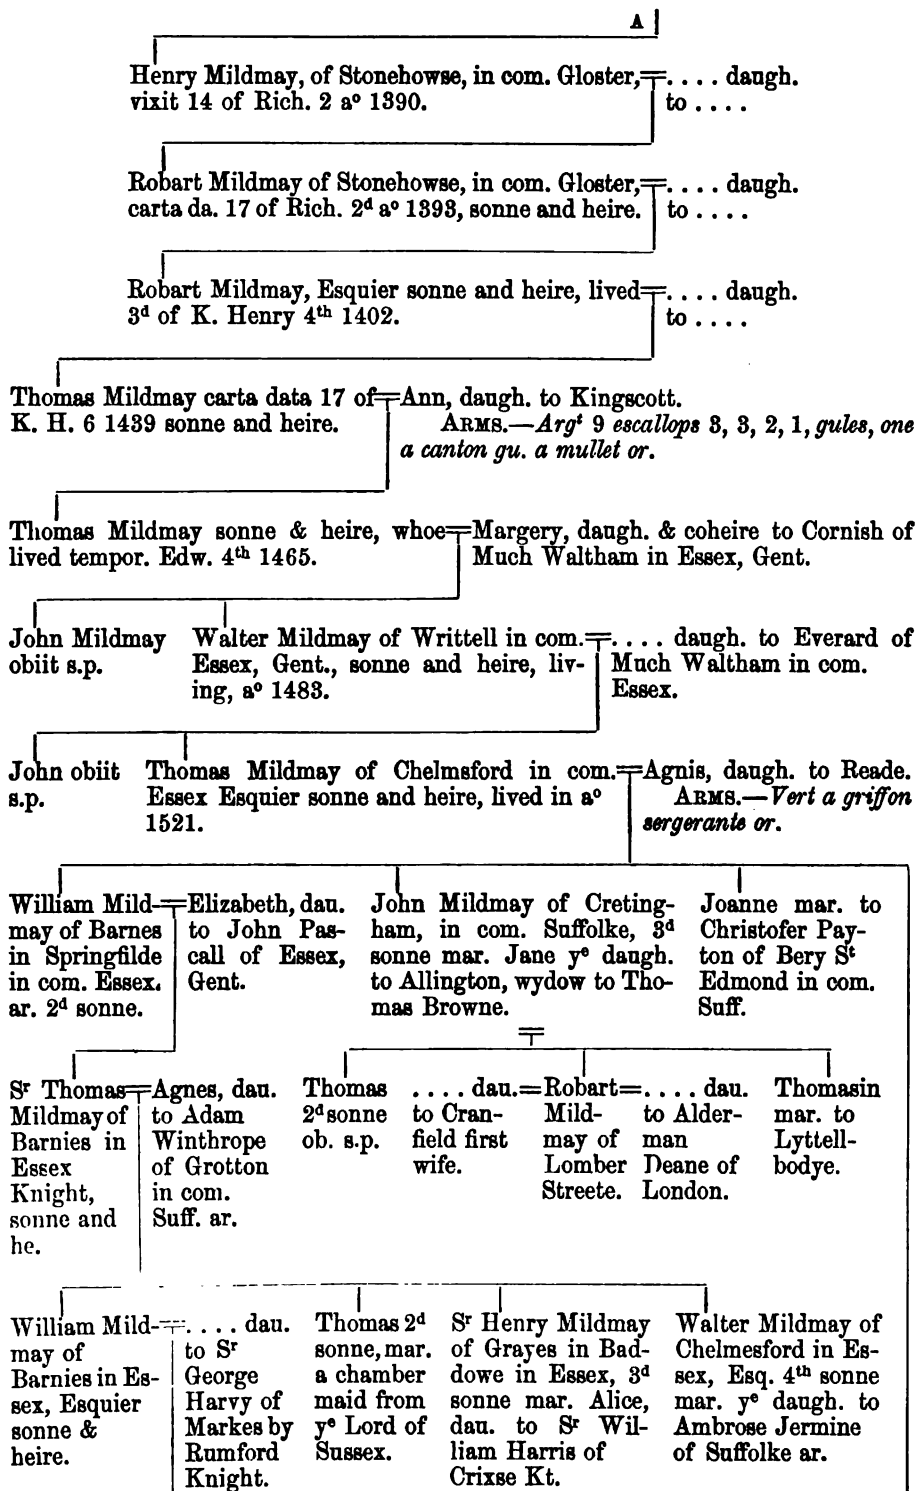 A
Henry Mildmay, of Stonehowse, in com. Gloster,
vixit 14 of Rich. 2 aº 1390.
. . . . daugh.
to . . . .
Robart Mildmay of Stonehowse, in com. Gloster,
carta da. 17 of Rich. 2ᵈ aº 1393, sonne and heire.
. . . . daugh.
to . . . .
Robart Mildmay, Esquier sonne and heire, lived
3ᵈ of K. Henry 4ᵗʰ 1402.
. . . . daugh.
to . . . .
Thomas Mildmay carta data 17 of
K. H. 6 1439 sonne and heire.
Ann, daugh. to Kingscott.
ARMS.—Argᵗ 9 escallops 3, 3, 2, 1, gules, one
a canton gu. a mullet or.
Thomas Mildmay sonne & heire, whoe
lived tempor. Edw. 4ᵗʰ 1465.
Margery, daugh. & coheire to Cornish of
Much Waltham in Essex, Gent.
John Mildmay
obiit s.p.
Walter Mildmay of Writtell in com.
Essex, Gent., sonne and heire, liv-
ing, aº 1483.
. . . . daugh. to Everard of
Much Waltham in com.
Essex.
John obiit
s.p.
Thomas Mildmay of Chelmsford in com.
Essex Esquier sonne and heire, lived in aº
1521.
Agnis, daugh. to Reade.
ARMS.—Vert a griffon
sergerante or.
William Mild-
may of Barnes
in Springfilde
in com. Essex.
ar. 2ᵈ sonne.
Elizabeth, dau.
to John Pas-
call of Essex,
Gent.
John Mildmay of Creting-
ham, in com. Suffolke, 3ᵈ
sonne mar. Jane yᵉ daugh.
to Allington, wydow to Tho-
mas Browne.
Joanne mar. to
Christofer Pay-
ton of Bery Sᵗ
Edmond in com.
Suff.
Sʳ Thomas
Mildmay of
Barnies in
Essex
Knight,
sonne and
he.
Agnes, dau.
to Adam
Winthrope
of Grotton
in com.
Suff. ar.
Thomas
2ᵈ sonne
ob. s.p.
. . . . dau.
to Cran-
field first
wife.
Robart
Mild-
may of
Lomber
Streete.
. . . . dau.
to Alder-
man
Deane of
London.
Thomasin
mar. to
Lyttell-
bodye.
William Mild-
may of
Barnies in Es-
sex, Esquier
sonne &
heire.
. . . . dau.
to Sʳ
George
Harvy of
Markes by
Rumford
Knight.
Thomas 2ᵈ
sonne, mar.
a chamber
maid from
yᵉ Lord of
Sussex.
Sʳ Henry Mildmay
of Grayes in Bad-
dowe in Essex, 3ᵈ
sonne mar. Alice,
dau. to Sʳ Wil-
liam Harris of
Crixse Kt.
Walter Mildmay of
Chelmesford in Es-
sex, Esq. 4ᵗʰ sonne
mar. yᵉ daugh. to
Ambrose Jermine
of Suffolke ar.